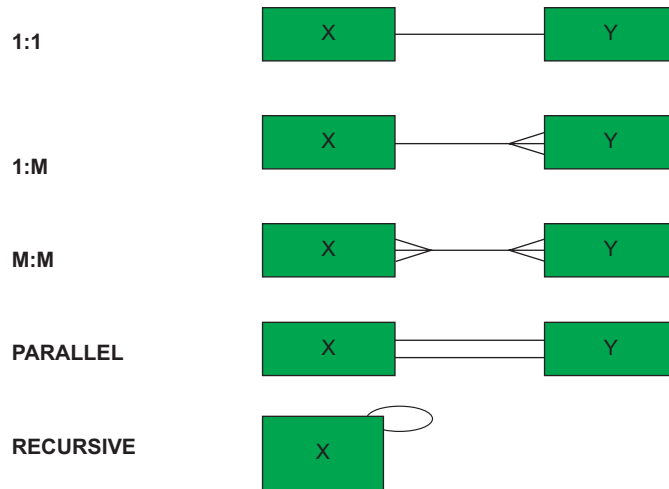 1:1 X Y
1:M X Y
M:M X Y
PARALLEL X Y
RECURSIVE X